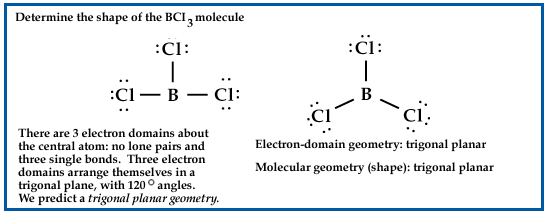 Determine the shape of the BCl3 molecule
:Cl:
:Cl — B — Cl:
There are 3 electron domains about
the central atom: no lone pairs and
three single bonds. Three electron
domains arrange themselves in a
trigonal plane, with 120° angles.
We predict a trigonal planar geometry.
:Cl:
B
:Cl Cl:
Electron-domain geometry: trigonal planar
Molecular geometry (shape): trigonal planar